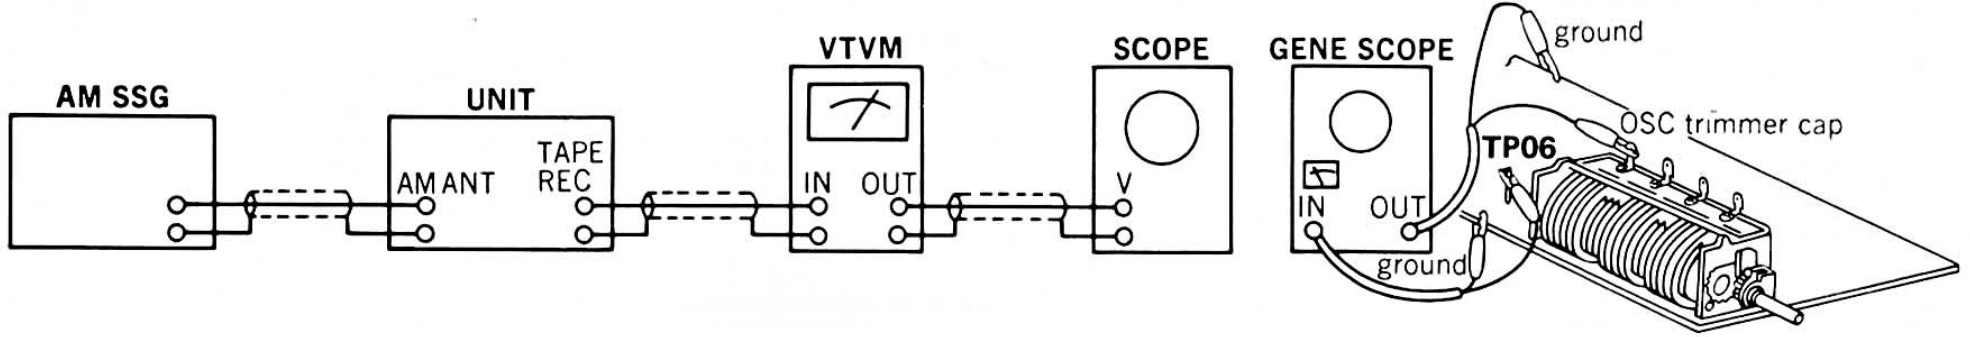 AM SSG
UNIT
AM ANT
TAPE
REC
VTVM
IN OUT
SCOPE
V
GENE SCOPE
IN
OUT
ground
OSC trimmer cap
TP06
ground